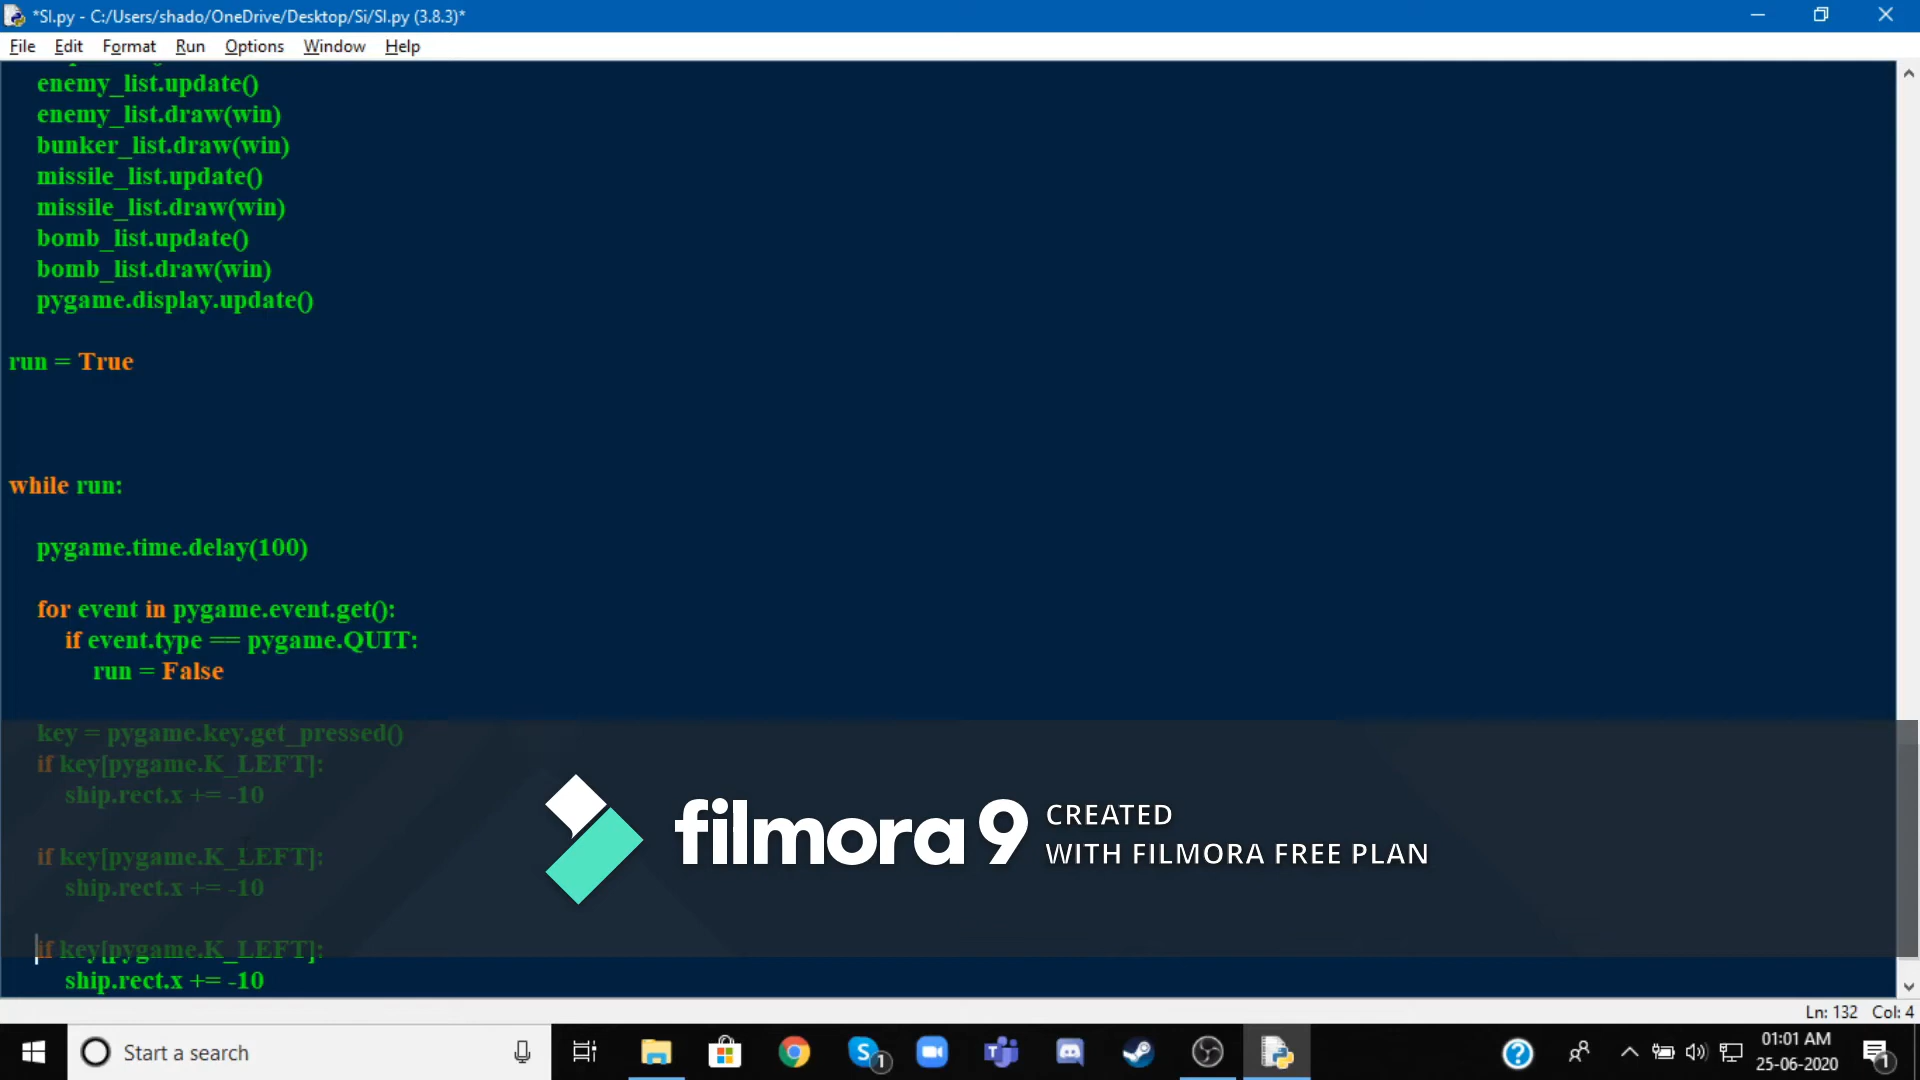 *SI.py - C:/Users/shado/OneDrive/Desktop/Si/SI.py (3.8.3)*
File Edit Format Run Options Window Help
enemy_list.update()
enemy_list.draw(win)
bunker_list.draw(win)
missile_list.update()
missile_list.draw(win)
bomb_list.update()
bomb_list.draw(win)
pygame.display.update()
run = True
while run:
pygame.time.delay(100)
for event in pygame.event.get():
if event.type == pygame.QUIT:
run = False
key = pygame.key.get_pressed()
if key[pygame.K_LEFT]:
ship.rect.x += -10
if key[pygame.K_LEFT]:
ship.rect.x += -10
if key[pygame.K_LEFT]:
ship.rect.x += -10
filmora9
CREATED
WITH FILMORA FREE PLAN
Ln: 132 Col: 4
Start a search
1
01:01 AM
25-06-2020
1